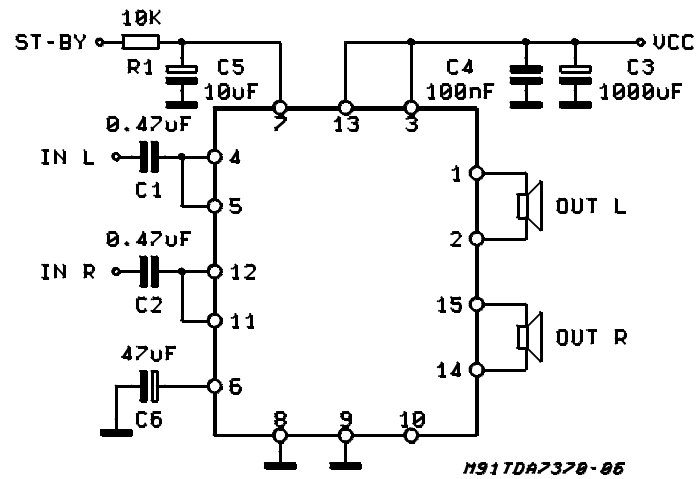 10K
ST-BY
R1
C5
10uF
C4
100nF
C3
1000uF
VCC
7
13
3
0.47uF
IN L
C1
4
5
1
2
OUT L
0.47uF
IN R
C2
12
11
15
14
OUT R
47uF
C6
6
8
9
10
M91TDA7370-06